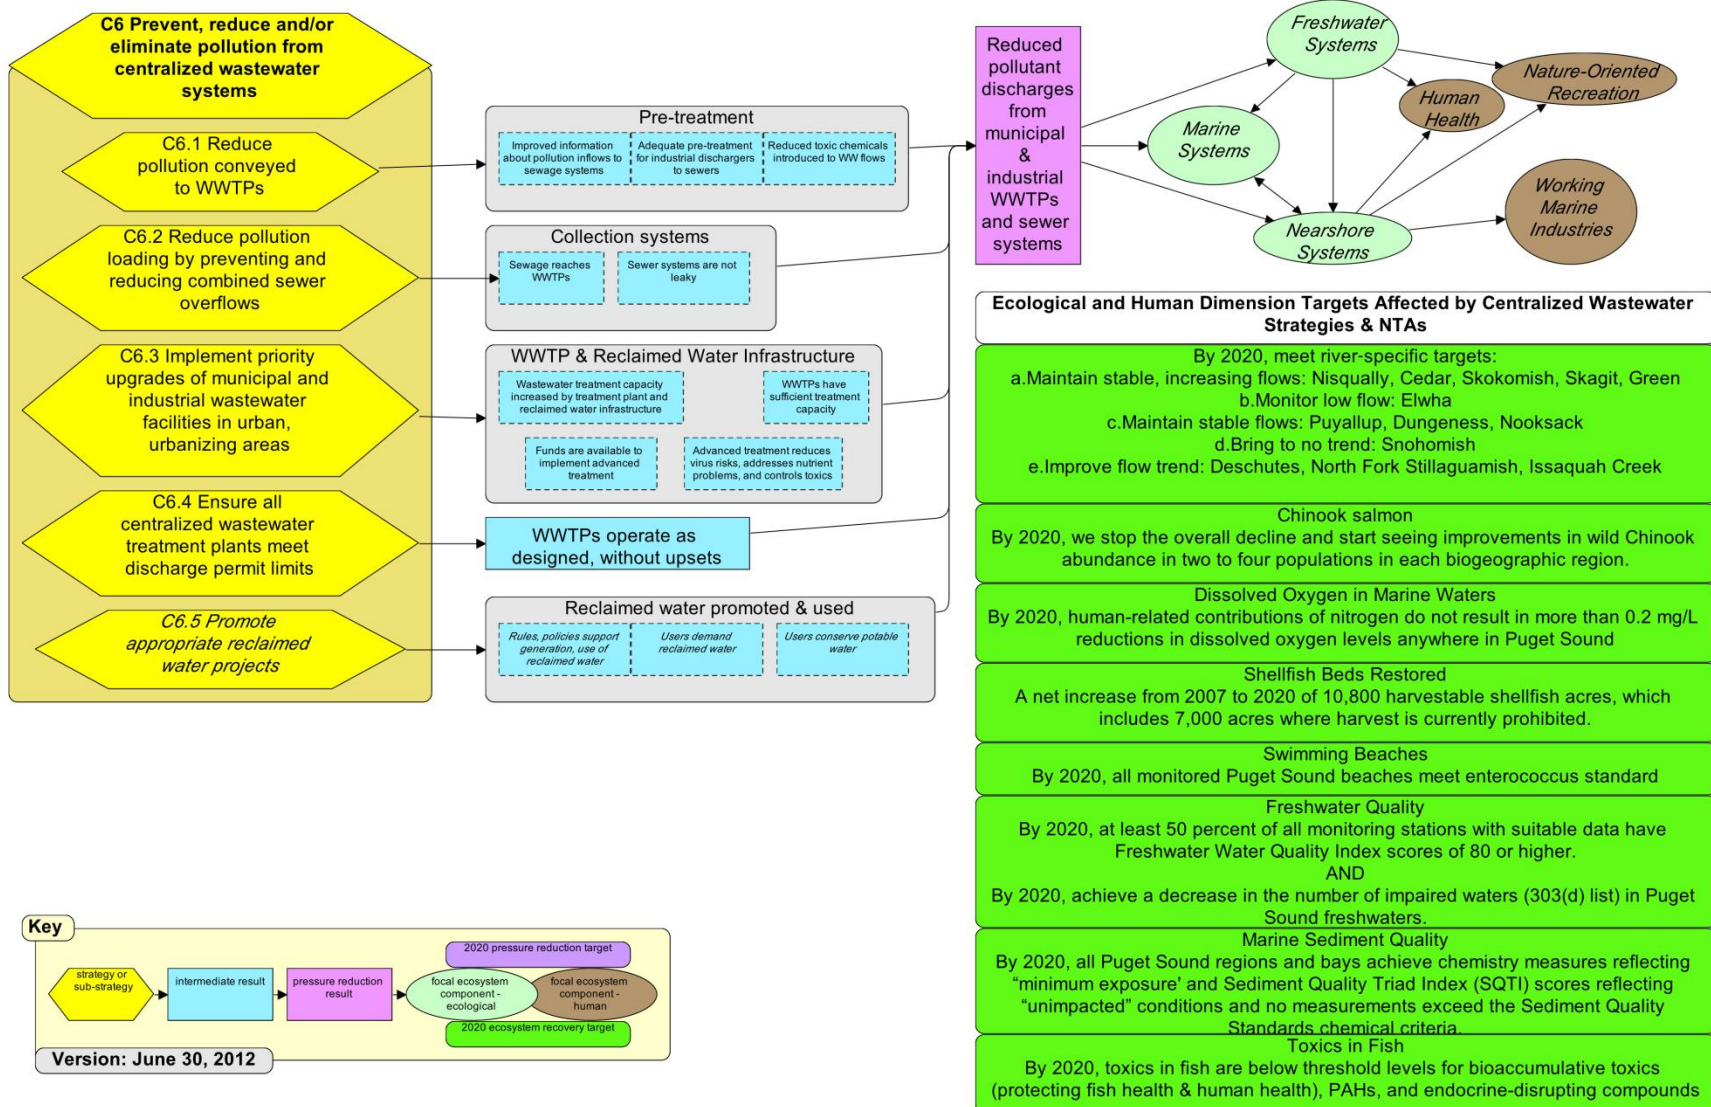 C6 Prevent, reduce and/or
eliminate pollution from
centralized wastewater
systems
C6.1 Reduce
pollution conveyed
to WWTPs
C6.2 Reduce pollution
loading by preventing and
reducing combined sewer
overflows
C6.3 Implement priority
upgrades of municipal and
industrial wastewater
facilities in urban,
urbanizing areas
C6.4 Ensure all
centralized wastewater
treatment plants meet
discharge permit limits
C6.5 Promote
appropriate reclaimed
water projects
Pre-treatment
Improved information
about pollution inflows to
sewage systems
Adequate pre-treatment
for industrial dischargers
to sewers
Reduced toxic chemicals
introduced to WW flows
Collection systems
Sewage reaches
WWTPs
Sewer systems are not
leaky
WWTP & Reclaimed Water Infrastructure
Wastewater treatment capacity
increased by treatment plant and
reclaimed water infrastructure
WWTPs have
sufficient treatment
capacity
Funds are available to
implement advanced
treatment
Advanced treatment reduces
virus risks, addresses nutrient
problems, and controls toxics
WWTPs operate as
designed, without upsets
Reclaimed water promoted & used
Rules, policies support
generation, use of
reclaimed water
Users demand
reclaimed water
Users conserve potable
water
Reduced
pollutant
discharges
from
municipal
&
industrial
WWTPs
and sewer
systems
Freshwater
Systems
Marine
Systems
Nearshore
Systems
Human
Health
Nature-Oriented
Recreation
Working
Marine
Industries
Ecological and Human Dimension Targets Affected by Centralized Wastewater
Strategies & NTAs
By 2020, meet river-specific targets:
a.Maintain stable, increasing flows: Nisqually, Cedar, Skokomish, Skagit, Green
b.Monitor low flow: Elwha
c.Maintain stable flows: Puyallup, Dungeness, Nooksack
d.Bring to no trend: Snohomish
e.Improve flow trend: Deschutes, North Fork Stillaguamish, Issaquah Creek
Chinook salmon
By 2020, we stop the overall decline and start seeing improvements in wild Chinook
abundance in two to four populations in each biogeographic region.
Dissolved Oxygen in Marine Waters
By 2020, human-related contributions of nitrogen do not result in more than 0.2 mg/L
reductions in dissolved oxygen levels anywhere in Puget Sound
Shellfish Beds Restored
A net increase from 2007 to 2020 of 10,800 harvestable shellfish acres, which
includes 7,000 acres where harvest is currently prohibited.
Swimming Beaches
By 2020, all monitored Puget Sound beaches meet enterococcus standard
Freshwater Quality
By 2020, at least 50 percent of all monitoring stations with suitable data have
Freshwater Water Quality Index scores of 80 or higher.
AND
By 2020, achieve a decrease in the number of impaired waters (303(d) list) in Puget
Sound freshwaters.
Marine Sediment Quality
By 2020, all Puget Sound regions and bays achieve chemistry measures reflecting
“minimum exposure' and Sediment Quality Triad Index (SQTI) scores reflecting
“unimpacted” conditions and no measurements exceed the Sediment Quality
Standards chemical criteria.
Toxics in Fish
By 2020, toxics in fish are below threshold levels for bioaccumulative toxics
(protecting fish health & human health), PAHs, and endocrine-disrupting compounds
Key
strategy or
sub-strategy
intermediate result
pressure reduction
result
2020 pressure reduction target
focal ecosystem
component -
ecological
focal ecosystem
component -
human
2020 ecosystem recovery target
Version: June 30, 2012